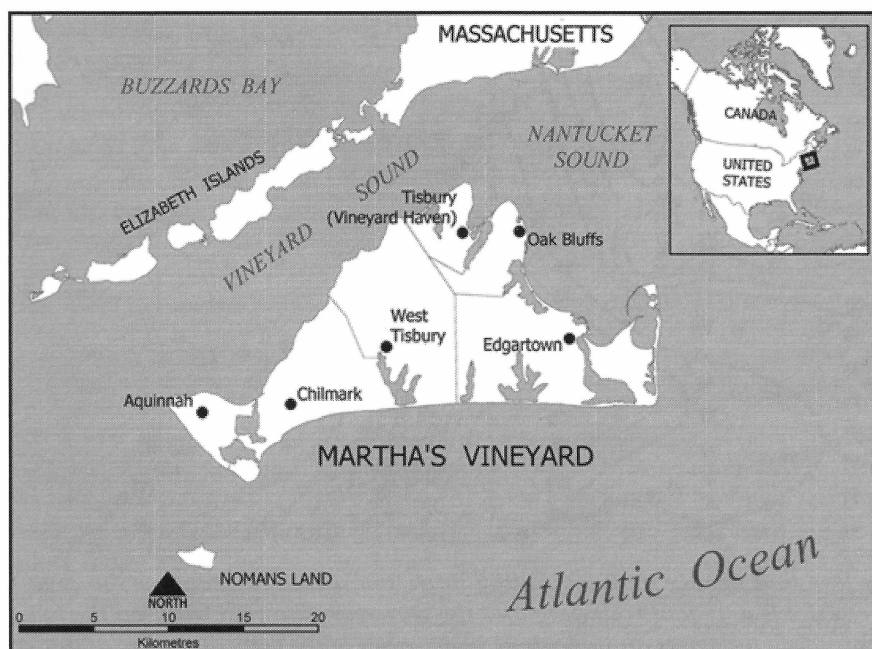 MASSACHUSETTS
BUZZARDS BAY
CANADA
NANTUCKET
SOUND
UNITED
STATES
ELIZABETH ISLANDS
VINEYARD SOUND
Tisbury
(Vineyard Haven)
Oak Bluffs
West
Tisbury
Edgartown
Aquinnah
Chilmark
MARTHA'S VINEYARD
Atlantic Ocean
NOMANS LAND
NORTH
0 5 10 15 20
Kilometres